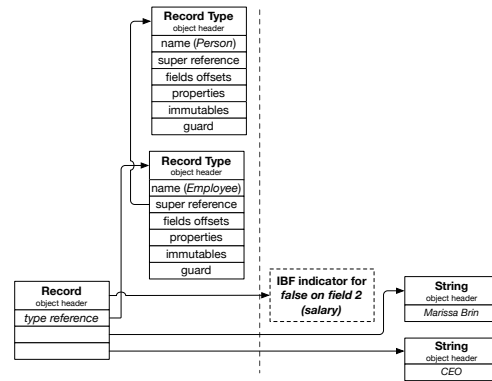 Record Type
object header
name (Person)
super reference
fields offsets
properties
immutables
guard
Record Type
object header
name (Employee)
super reference
fields offsets
properties
immutables
guard
Record
object header
type reference
IBF indicator for
false on field 2
(salary)
String
object header
Marissa Brin
String
object header
CEO